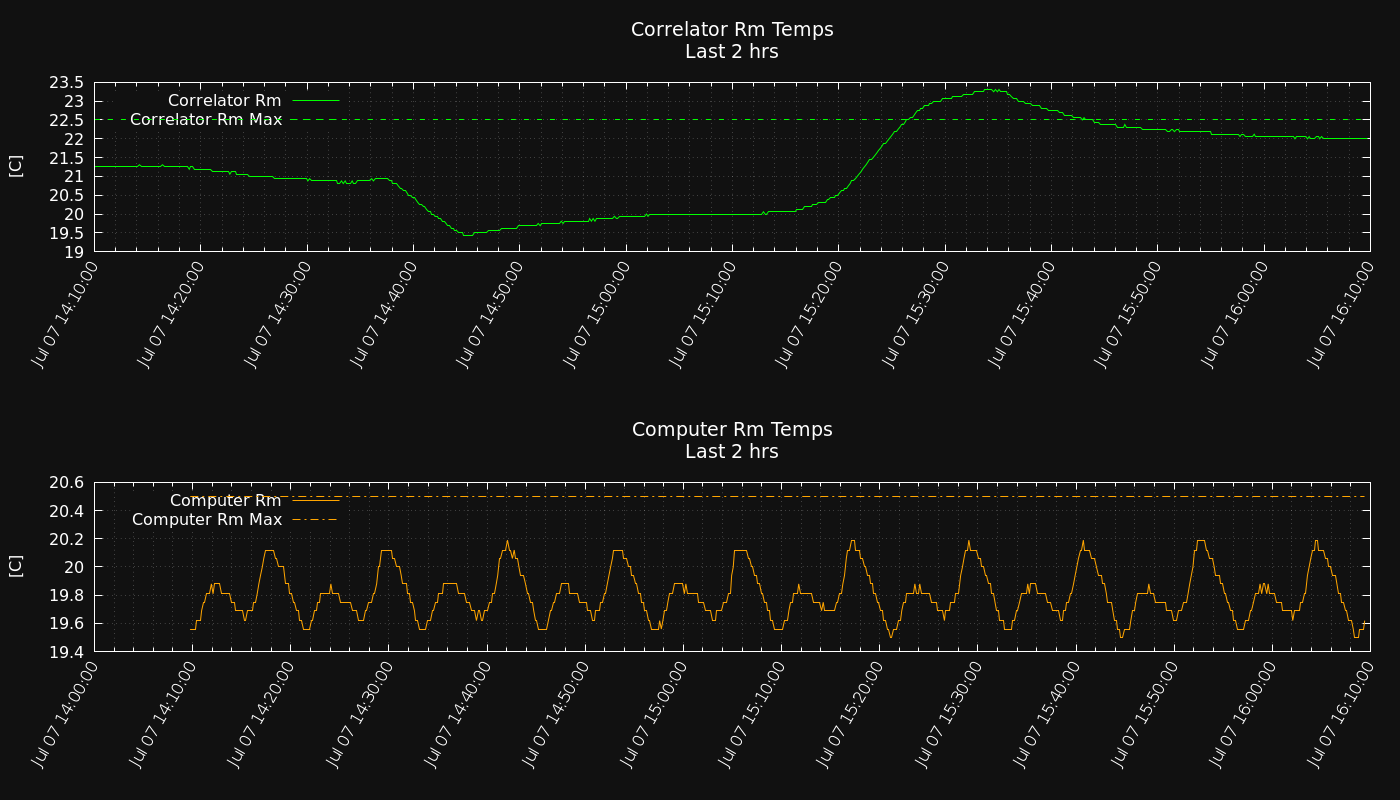 Correlator Rm Temps
Last 2 hrs
23.5
23
22.5
22
21.5
21
20.5
20
19.5
19
[C]
Correlator Rm
Correlator Rm Max
Jul 07 14:10:00
Jul 07 14:20:00
Jul 07 14:30:00
Jul 07 14:40:00
Jul 07 14:50:00
Jul 07 15:00:00
Jul 07 15:10:00
Jul 07 15:20:00
Jul 07 15:30:00
Jul 07 15:40:00
Jul 07 15:50:00
Jul 07 16:00:00
Jul 07 16:10:00
Computer Rm Temps
Last 2 hrs
20.6
20.4
20.2
20
19.8
19.6
19.4
[C]
Computer Rm
Computer Rm Max
Jul 07 14:00:00
Jul 07 14:10:00
Jul 07 14:20:00
Jul 07 14:30:00
Jul 07 14:40:00
Jul 07 14:50:00
Jul 07 15:00:00
Jul 07 15:10:00
Jul 07 15:20:00
Jul 07 15:30:00
Jul 07 15:40:00
Jul 07 15:50:00
Jul 07 16:00:00
Jul 07 16:10:00